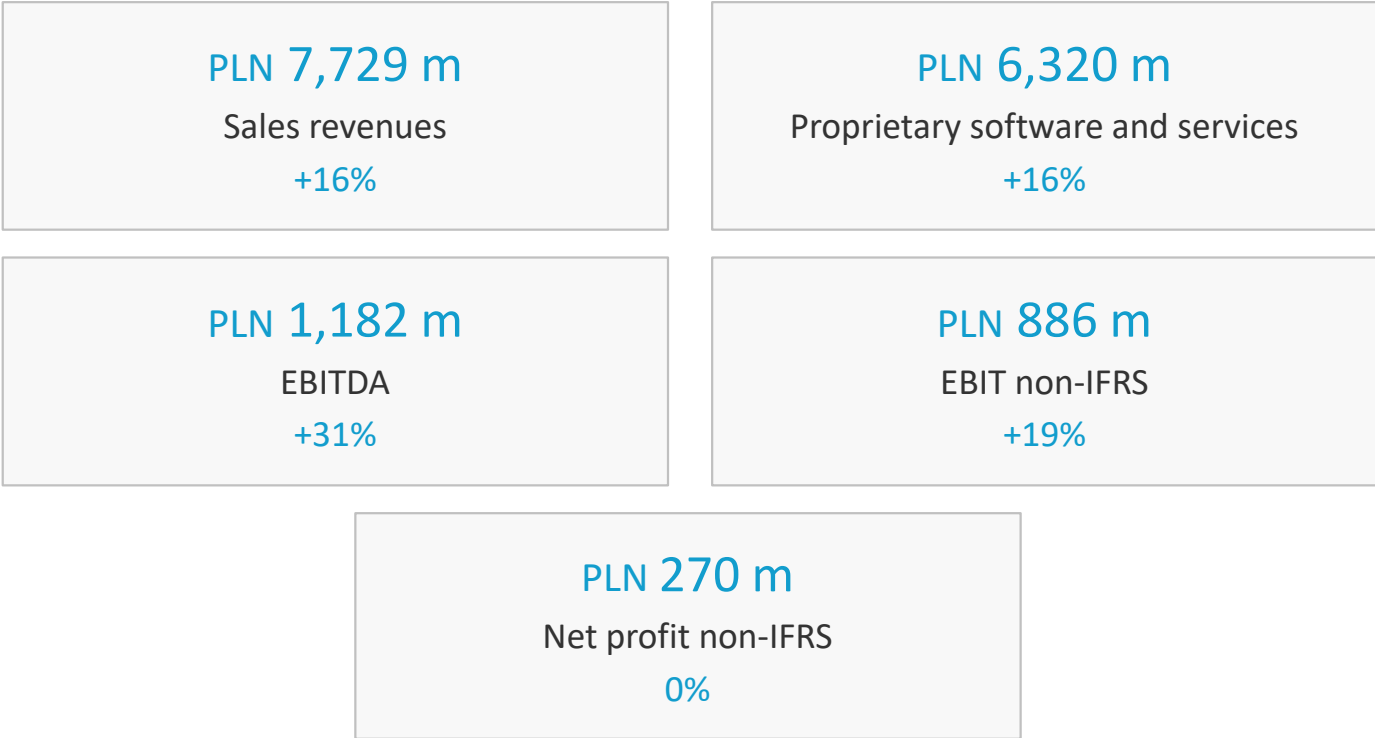 PLN 7,729 m
Sales revenues
+16%
PLN 6,320 m
Proprietary software and services
+16%
PLN 1,182 m
EBITDA
+31%
PLN 886 m
EBIT non-IFRS
+19%
PLN 270 m
Net profit non-IFRS
0%